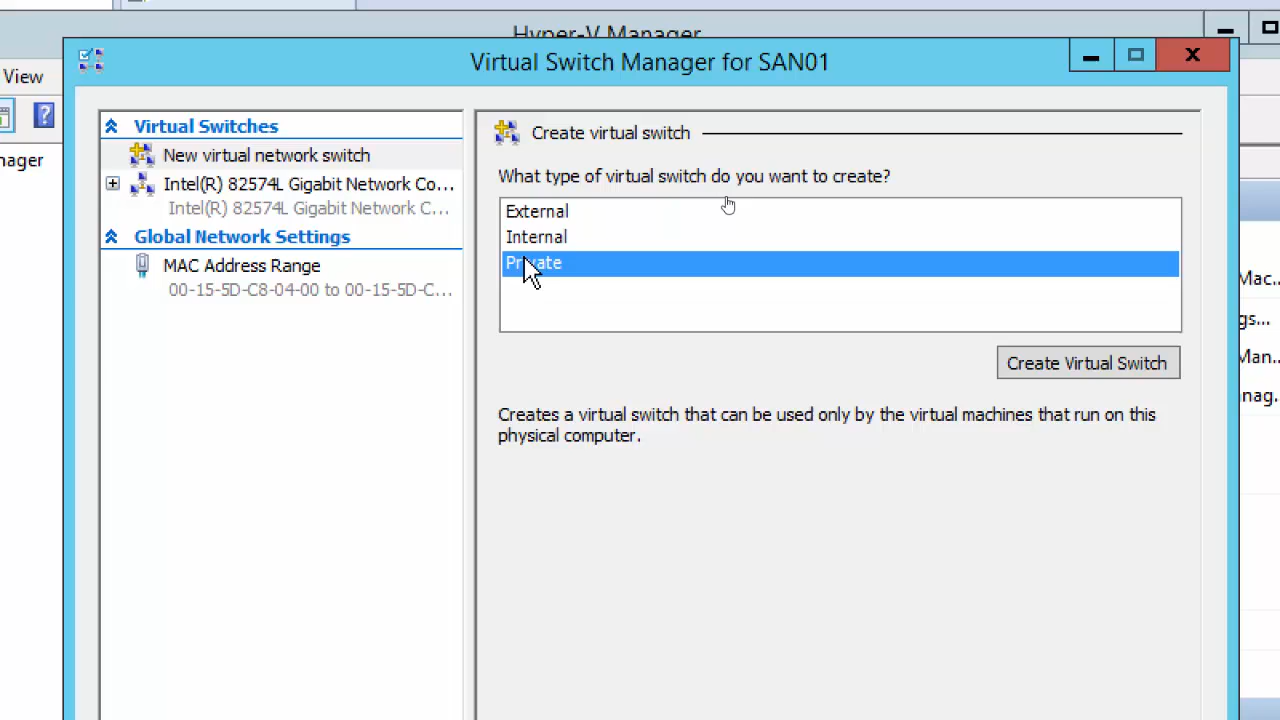 Hyper-V Manager
Virtual Switch Manager for SAN01
X
View
?
nager
Virtual Switches
New virtual network switch
Intel(R) 82574L Gigabit Network Co...
Intel(R) 82574L Gigabit Network C...
Global Network Settings
MAC Address Range
00-15-5D-C8-04-00 to 00-15-5D-C...
Create virtual switch
What type of virtual switch do you want to create?
External
Internal
Private
Create Virtual Switch
Creates a virtual switch that can be used only by the virtual machines that run on this
physical computer.
Mac...
gs...
Man...
nag...